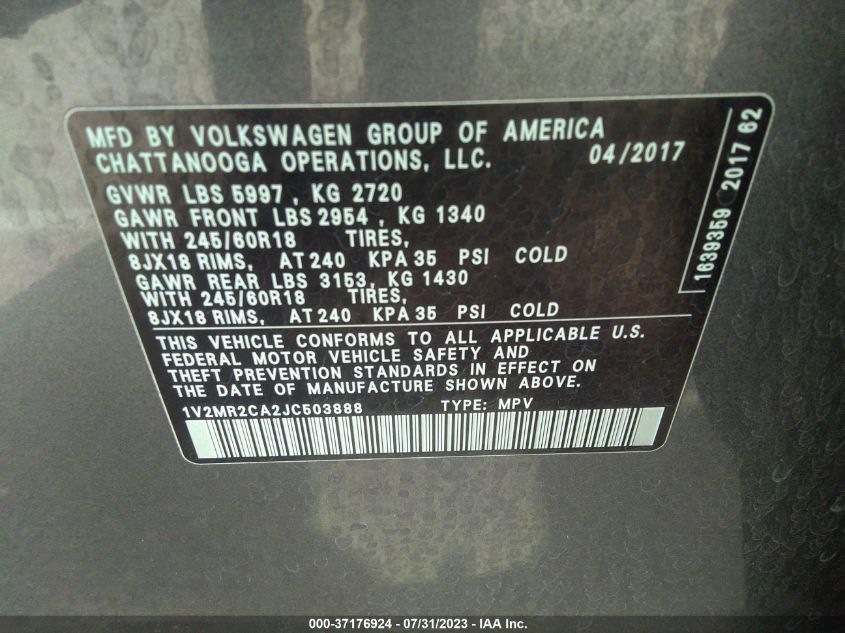 MFD BY VOLKSWAGEN GROUP OF AMERICA
CHATTANOOGA OPERATIONS, LLC. 04/2017
GVWR LBS 5997, KG 2720
GAWR FRONT LBS 2954, KG 1340
WITH 245/60R18 TIRES,
8JX18 RIMS, AT 240 KPA 35 PSI COLD
GAWR REAR LBS 3153, KG 1430
WITH 245/60R18 TIRES,
8JX18 RIMS, AT 240 KPA 35 PSI COLD
THIS VEHICLE CONFORMS TO ALL APPLICABLE U.S.
FEDERAL MOTOR VEHICLE SAFETY AND
THEFT PREVENTION STANDARDS IN EFFECT ON
THE DATE OF MANUFACTURE SHOWN ABOVE.
1V2MR2CA2JC503888 TYPE: MPV
1639359 2017 62
000-37176924 - 07/31/2023 - IAA Inc.